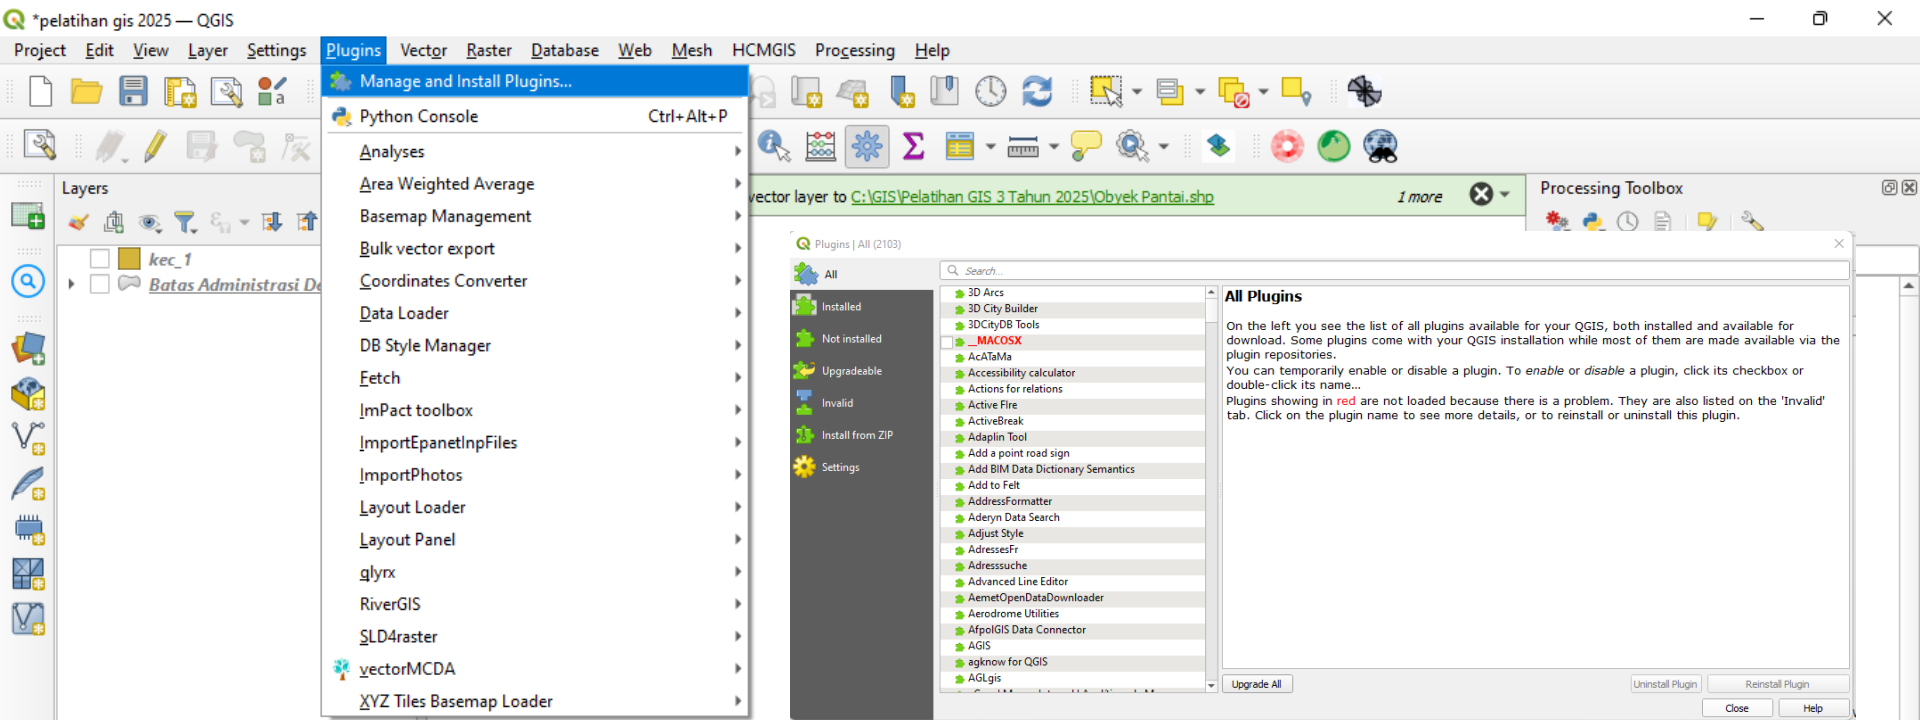 *pelatihan gis 2025 — QGIS
Project Edit View Layer Settings Plugins Vector Raster Database Web Mesh HCMGIS Processing Help
Manage and Install Plugins...
Python Console Ctrl+Alt+P
Analyses
Area Weighted Average
Basemap Management
Bulk vector export
Coordinates Converter
Data Loader
DB Style Manager
Fetch
ImPact toolbox
ImportEpanetInpFiles
ImportPhotos
Layout Loader
Layout Panel
qlyrx
RiverGIS
SLD4raster
vectorMCDA
XYZ Tiles Basemap Loader
Layers
kec_1
Batas Administrasi De
vector layer to C:\GIS\Pelatihan GIS 3 Tahun 2025\Obyek Pantai.shp 1 more
Processing Toolbox
Plugins | All (2103)
All
Installed
Not installed
Upgradeable
Invalid
Install from ZIP
Settings
Search...
3D Arcs
3D City Builder
3DCityDB Tools
__MACOSX
AcATaMa
Accessibility calculator
Actions for relations
Active FIre
ActiveBreak
Adaplin Tool
Add a point road sign
Add BIM Data Dictionary Semantics
Add to Felt
AddressFormatter
Aderyn Data Search
Adjust Style
AdressesFr
Adresssuche
Advanced Line Editor
AemetOpenDataDownloader
Aerodrome Utilities
AfpolGIS Data Connector
AGIS
agknow for QGIS
AGLgis
All Plugins
On the left you see the list of all plugins available for your QGIS, both installed and available for
download. Some plugins come with your QGIS installation while most of them are made available via the
plugin repositories.
You can temporarily enable or disable a plugin. To enable or disable a plugin, click its checkbox or
double-click its name...
Plugins showing in red are not loaded because there is a problem. They are also listed on the 'Invalid'
tab. Click on the plugin name to see more details, or to reinstall or uninstall this plugin.
Upgrade All
Uninstall Plugin
Reinstall Plugin
Close
Help